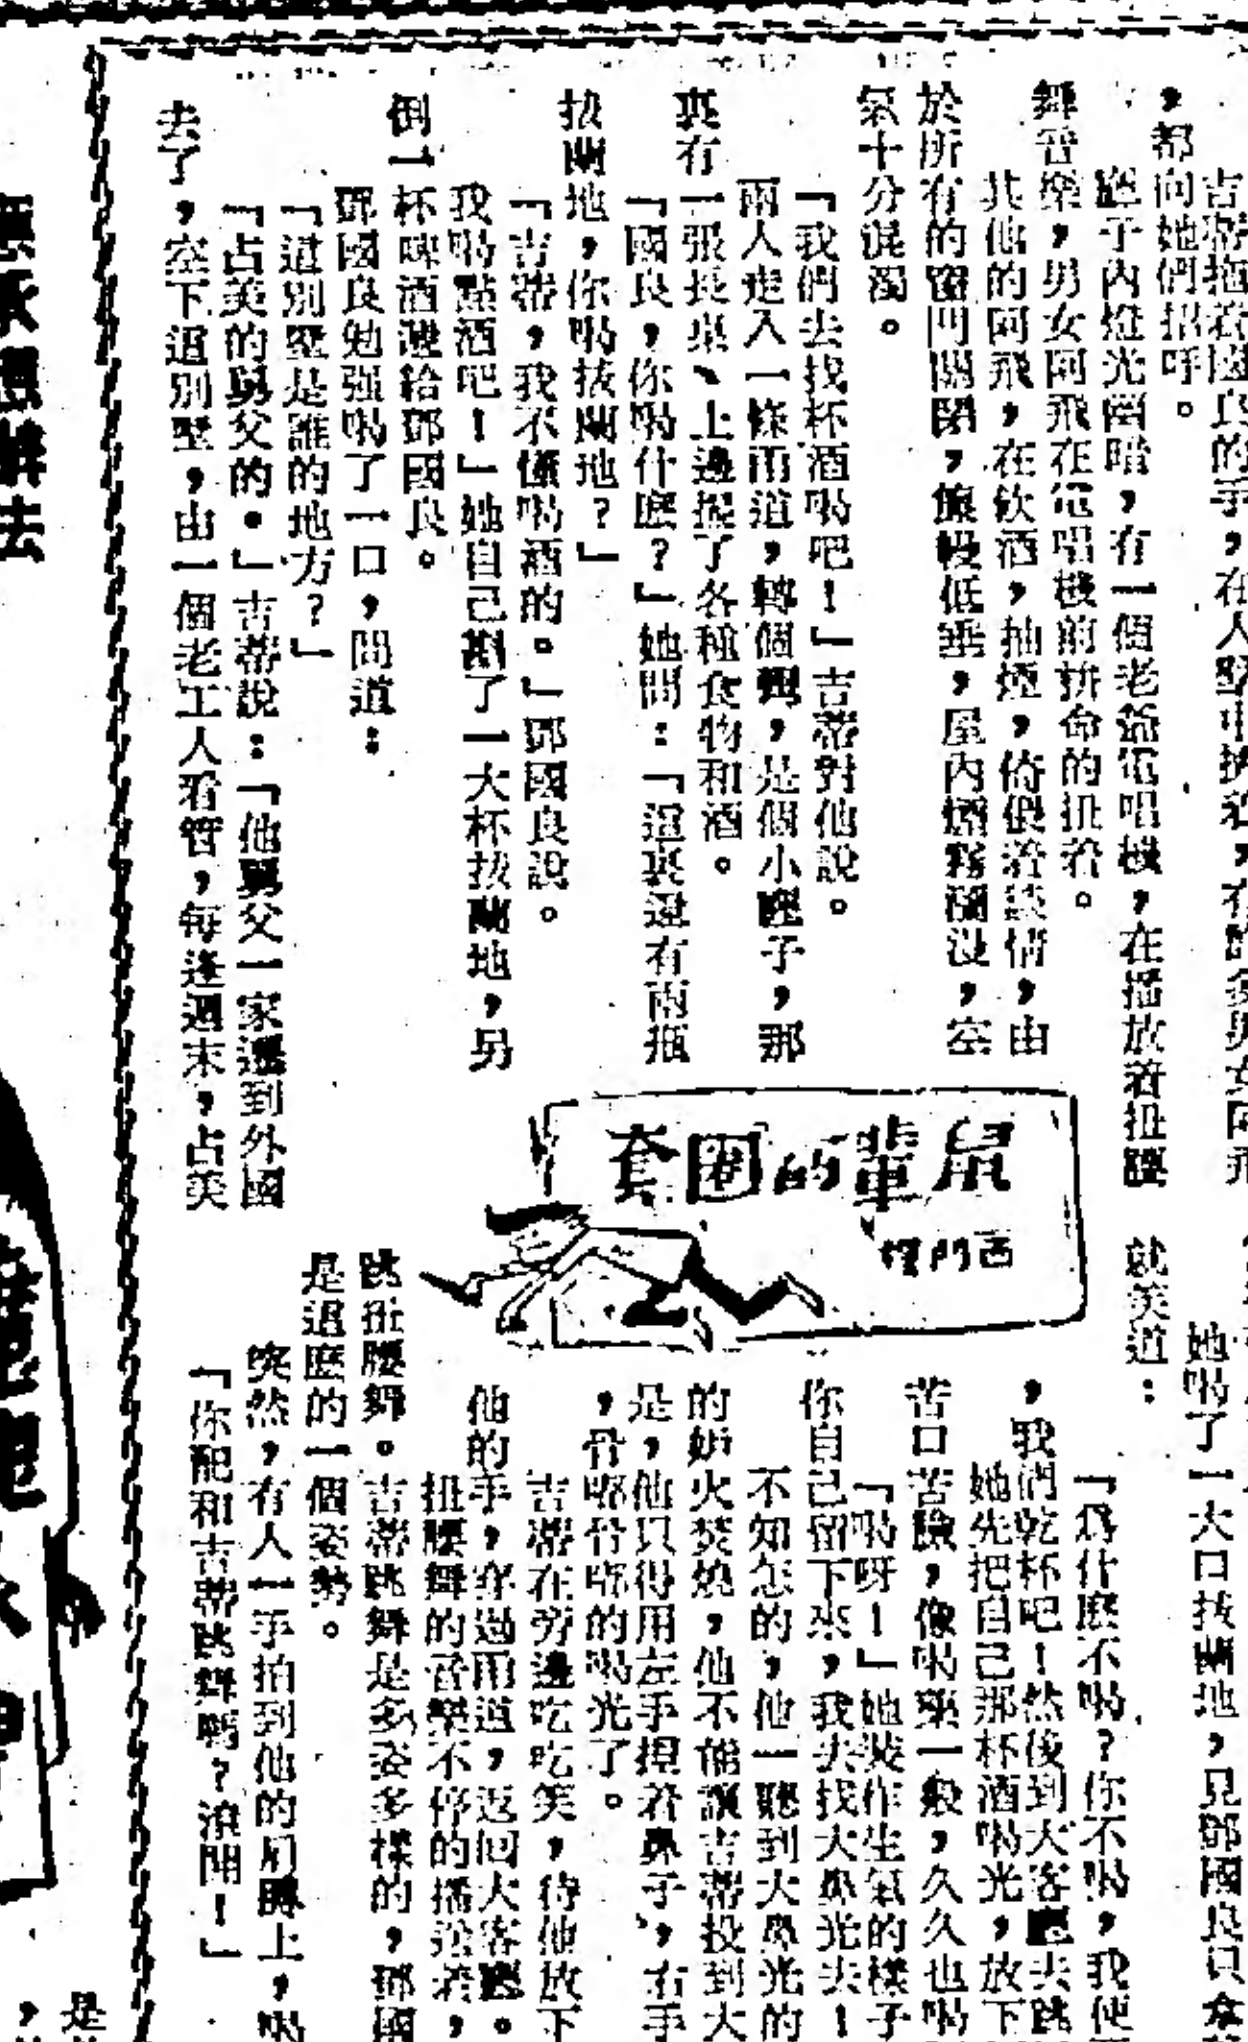 吉蒂拖着國良的手，在人堅中擠着，有許多男女阿飛
，都向她們招呼。
廳子內燈光幽暗，有一個老爺電唱機，在播放着扭腰
舞音樂，男女阿飛在電唱機前拼命的扭着。
其他的阿飛，在飲酒，抽煙，倚偎着談情，由
於所有的窗門關閉，簾幔低垂，屋內煙霧瀰漫，空
氣十分混濁。
「我們去找杯酒喝吧！」吉蒂對他說。
兩人走入一條甬道，轉個彎，是個小廳子，那
裏有一張長桌、上邊擺了各種食物和酒。
「國良，你喝什麼？」她問：「這裏還有兩瓶
拔蘭地，你喝拔蘭地？」
「吉蒂，我不懂喝酒的。」鄧國良說。
我喝點酒吧！」她自己斟了一大杯拔蘭地，另
倒一杯啤酒遞給鄧國良。
鄧國良勉强喝了一口，問道：
「這別墅是誰的地方？」
「占美的舅父的。」吉蒂說：「他舅父一家遷到外國
去了，空下這別墅，由一個老工人看管，每逢週末，占美
鼠輩的圈套
西門穆
她喝了一大口拔蘭地，見鄧國良只拿
就笑道：
「爲什麼不喝？你不喝，我便
，我們乾杯吧！然後到大客廳去跳
她先把自己那杯酒喝光，放下
苦口苦臉，像喝藥一般，久久也喝
「喝呀！」她裝作生氣的樣子
你自己留下來，我去找大鼻光去！
不知怎的，他一聽到大鼻光的
的妒火焚燒，他不能讓吉蒂投到大
是，他只得用左手捏着鼻子，右手
，骨嘟骨嘟的喝光了。
吉蒂在旁邊吃吃笑，待他放下
他的手，穿過甬道，返回大客廳。
扭腰舞的音樂不停的播送着，
跳扭腰舞。吉蒂跳舞是多姿多樣的，鄧國
是這麼的一個姿勢。
突然，有人一手拍到他的肩膊上，喝
「你配和吉蒂跳舞嗎？滾開！」